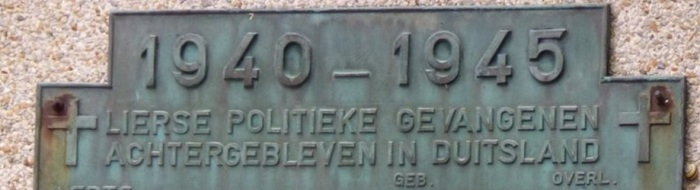 1940 – 1945
LIERSE POLITIEKE GEVANGENEN
ACHTERGEBLEVEN IN DUITSLAND
GEB. OVERL.